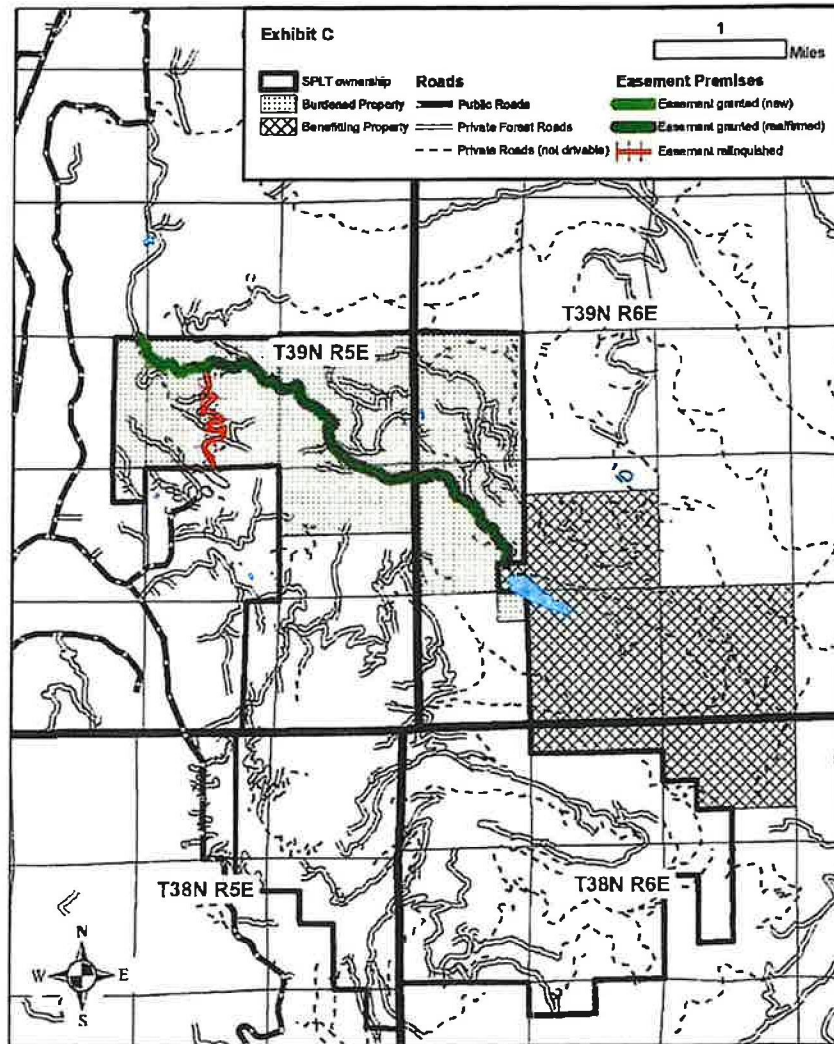 Exhibit C
1
Miles
SPLT ownership
Burdened Property
Benefitting Property
Roads
Public Roads
Private Forest Roads
Private Roads (not drivable)
Easement Premises
Easement granted (new)
Easement granted (reaffirmed)
Easement relinquished
T39N R6E
T39N R5E
T38N R5E
T38N R6E
N
W E
S